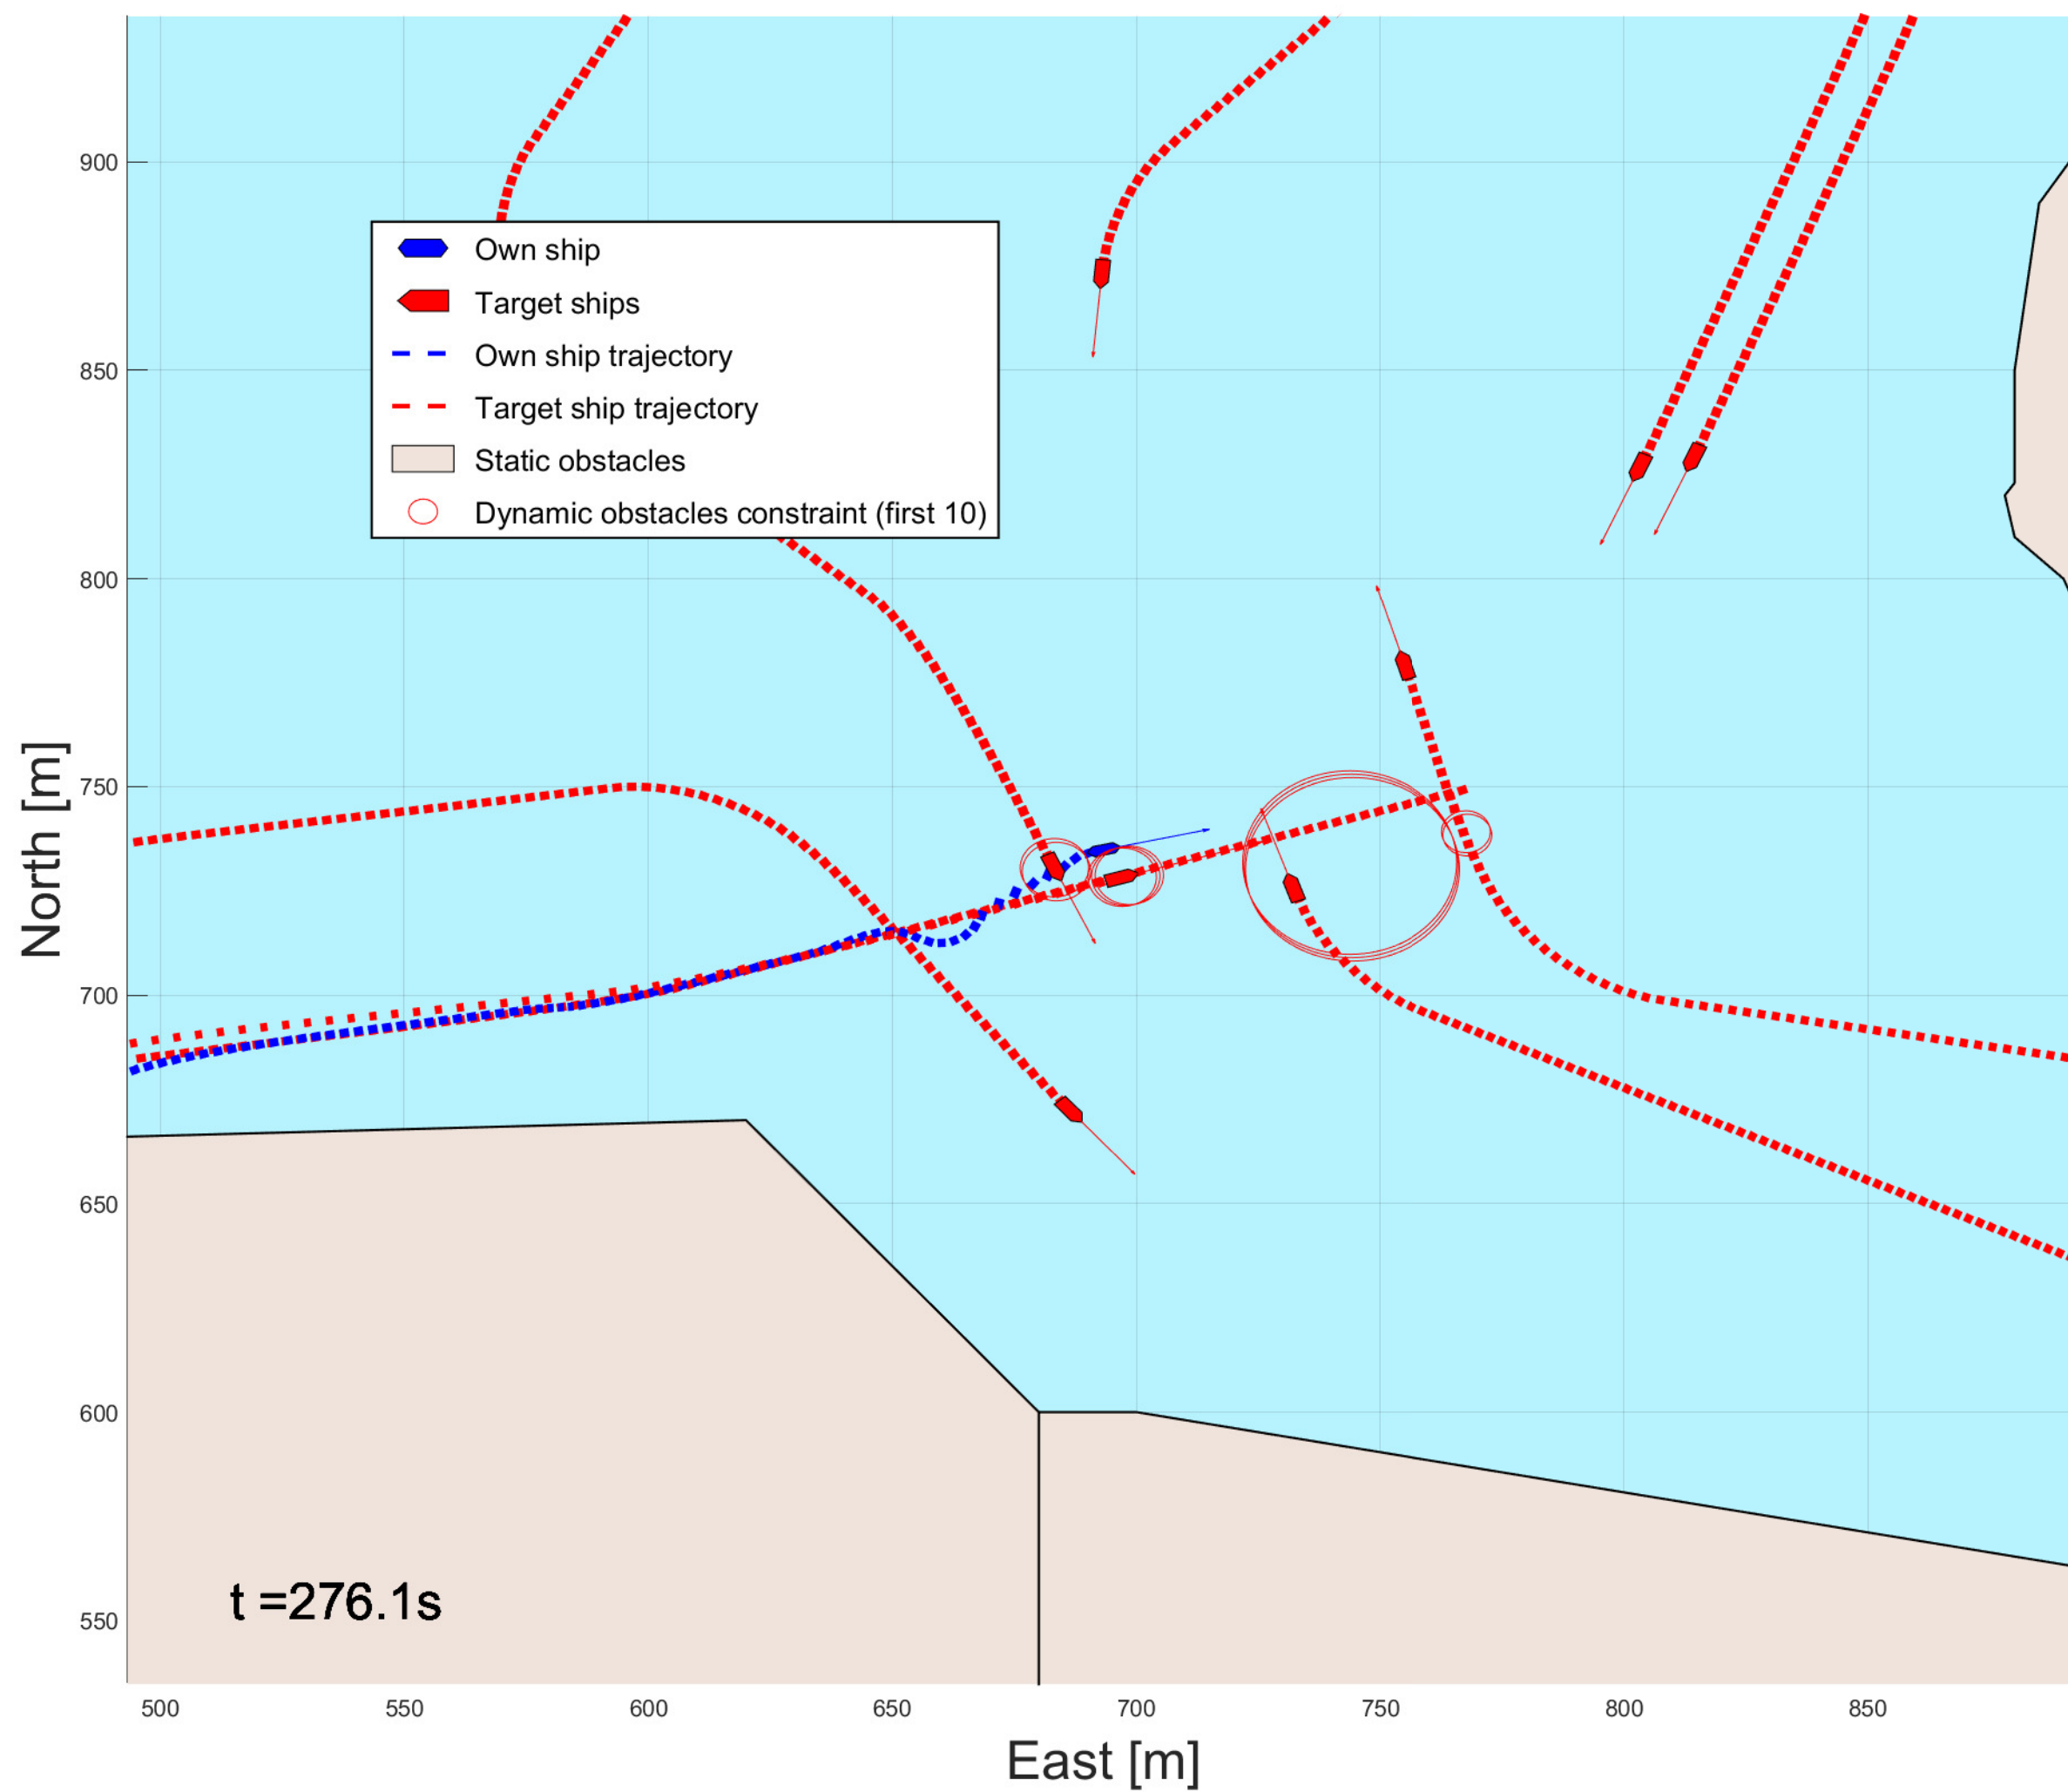 900
850
800
750
700
650
600
550
North [m]
Own ship
Target ships
Own ship trajectory
Target ship trajectory
Static obstacles
Dynamic obstacles constraint (first 10)
t =276.1s
500 550 600 650 700 750 800 850
East [m]